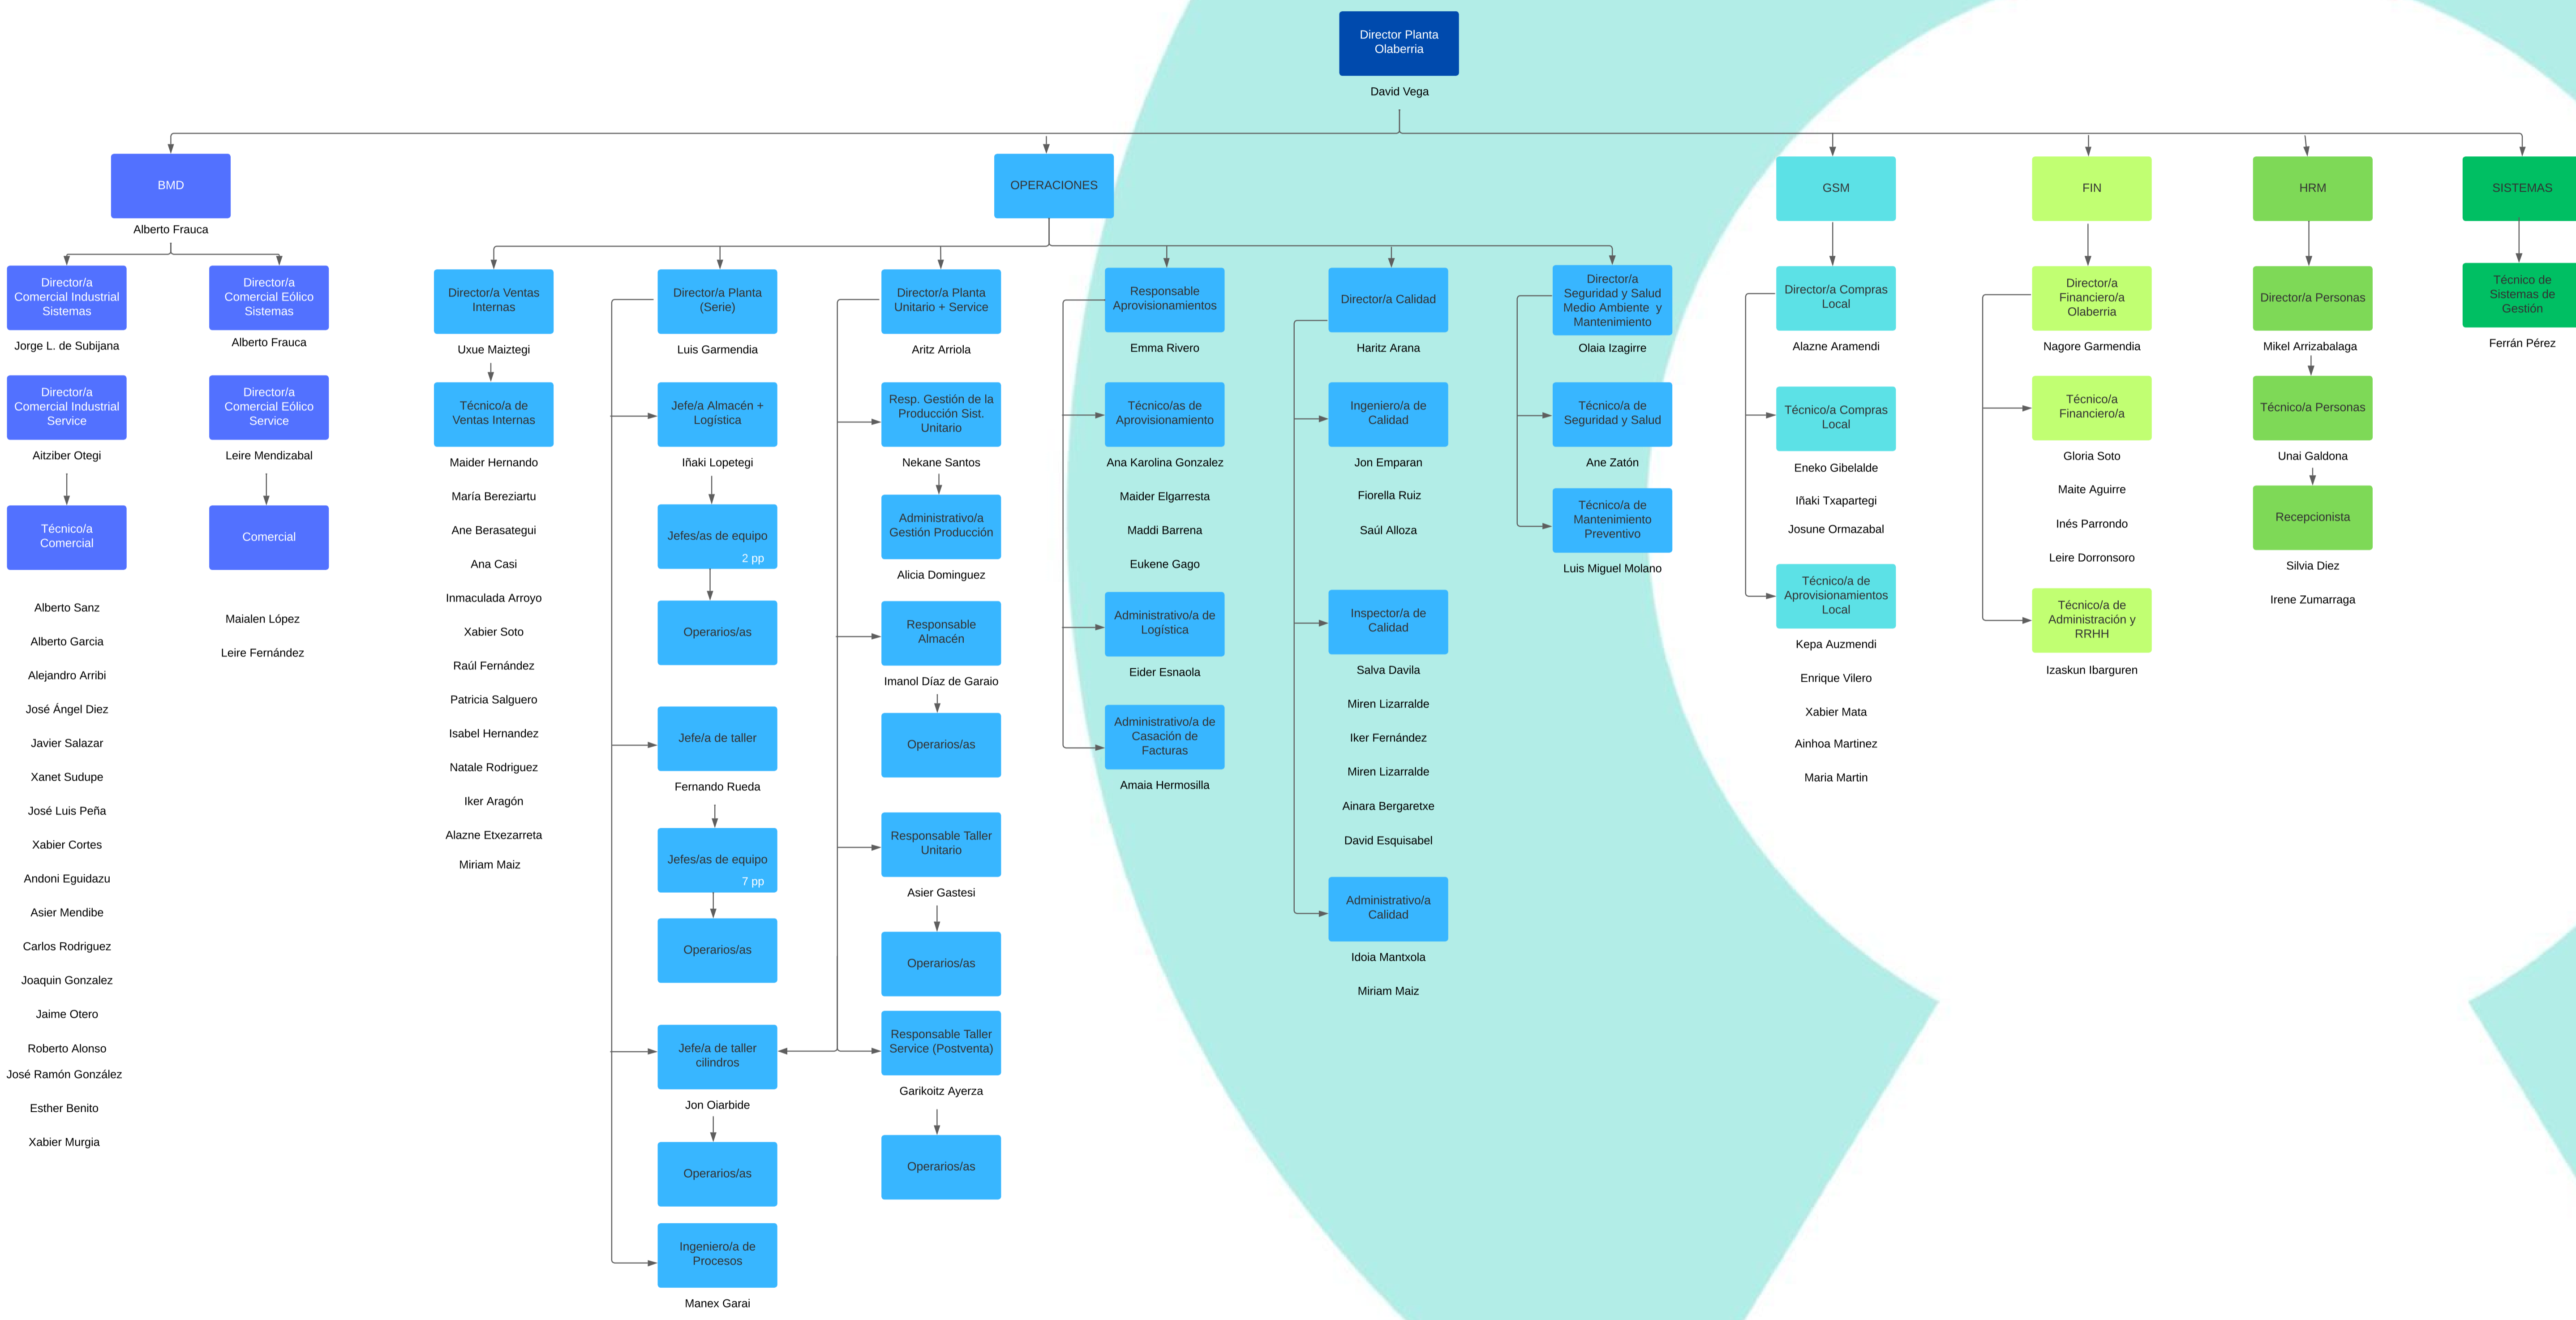 Director Planta
Olaberria
David Vega
BMD
Alberto Frauca
Director/a
Comercial Industrial
Sistemas
Jorge L. de Subijana
Director/a
Comercial Industrial
Service
Aitziber Otegi
Técnico/a
Comercial
Alberto Sanz
Alberto Garcia
Alejandro Arribi
José Ángel Diez
Javier Salazar
Xanet Sudupe
José Luis Peña
Xabier Cortes
Andoni Eguidazu
Asier Mendibe
Carlos Rodriguez
Joaquin Gonzalez
Jaime Otero
Roberto Alonso
José Ramón González
Esther Benito
Xabier Murgia
Director/a
Comercial Eólico
Sistemas
Alberto Frauca
Director/a
Comercial Eólico
Service
Leire Mendizabal
Comercial
Maialen López
Leire Fernández
OPERACIONES
Director/a Ventas
Internas
Uxue Maiztegi
Técnico/a de
Ventas Internas
Maider Hernando
María Bereziartu
Ane Berasategui
Ana Casi
Inmaculada Arroyo
Xabier Soto
Raúl Fernández
Patricia Salguero
Isabel Hernandez
Natale Rodriguez
Iker Aragón
Alazne Etxezarreta
Miriam Maiz
Director/a Planta
(Serie)
Luis Garmendia
Jefe/a Almacén +
Logística
Iñaki Lopetegi
Jefes/as de equipo
2 pp
Operarios/as
Jefe/a de taller
Fernando Rueda
Jefes/as de equipo
7 pp
Operarios/as
Jefe/a de taller
cilindros
Jon Oiarbide
Operarios/as
Ingeniero/a de
Procesos
Manex Garai
Director/a Planta
Unitario + Service
Aritz Arriola
Resp. Gestión de la
Producción Sist.
Unitario
Nekane Santos
Administrativo/a
Gestión Producción
Alicia Dominguez
Responsable
Almacén
Imanol Díaz de Garaio
Operarios/as
Responsable Taller
Unitario
Asier Gastesi
Operarios/as
Responsable Taller
Service (Postventa)
Garikoitz Ayerza
Operarios/as
Responsable
Aprovisionamientos
Emma Rivero
Técnico/as de
Aprovisionamiento
Ana Karolina Gonzalez
Maider Elgarresta
Maddi Barrena
Eukene Gago
Administrativo/a de
Logística
Eider Esnaola
Administrativo/a de
Casación de
Facturas
Amaia Hermosilla
Director/a Calidad
Haritz Arana
Ingeniero/a de
Calidad
Jon Emparan
Fiorella Ruiz
Saúl Alloza
Inspector/a de
Calidad
Salva Davila
Miren Lizarralde
Iker Fernández
Miren Lizarralde
Ainara Bergaretxe
David Esquisabel
Administrativo/a
Calidad
Idoia Mantxola
Miriam Maiz
Director/a
Seguridad y Salud
Medio Ambiente y
Mantenimiento
Olaia Izagirre
Técnico/a de
Seguridad y Salud
Ane Zatón
Técnico/a de
Mantenimiento
Preventivo
Luis Miguel Molano
GSM
Director/a Compras
Local
Alazne Aramendi
Técnico/a Compras
Local
Eneko Gibelalde
Iñaki Txapartegi
Josune Ormazabal
Técnico/a de
Aprovisionamientos
Local
Kepa Auzmendi
Enrique Vilero
Xabier Mata
Ainhoa Martinez
Maria Martin
FIN
Director/a
Financiero/a
Olaberria
Nagore Garmendia
Técnico/a
Financiero/a
Gloria Soto
Maite Aguirre
Inés Parrondo
Leire Dorronsoro
Técnico/a de
Administración y
RRHH
Izaskun Ibarguren
HRM
Director/a Personas
Mikel Arrizabalaga
Técnico/a Personas
Unai Galdona
Recepcionista
Silvia Diez
Irene Zumarraga
SISTEMAS
Técnico de
Sistemas de
Gestión
Ferrán Pérez